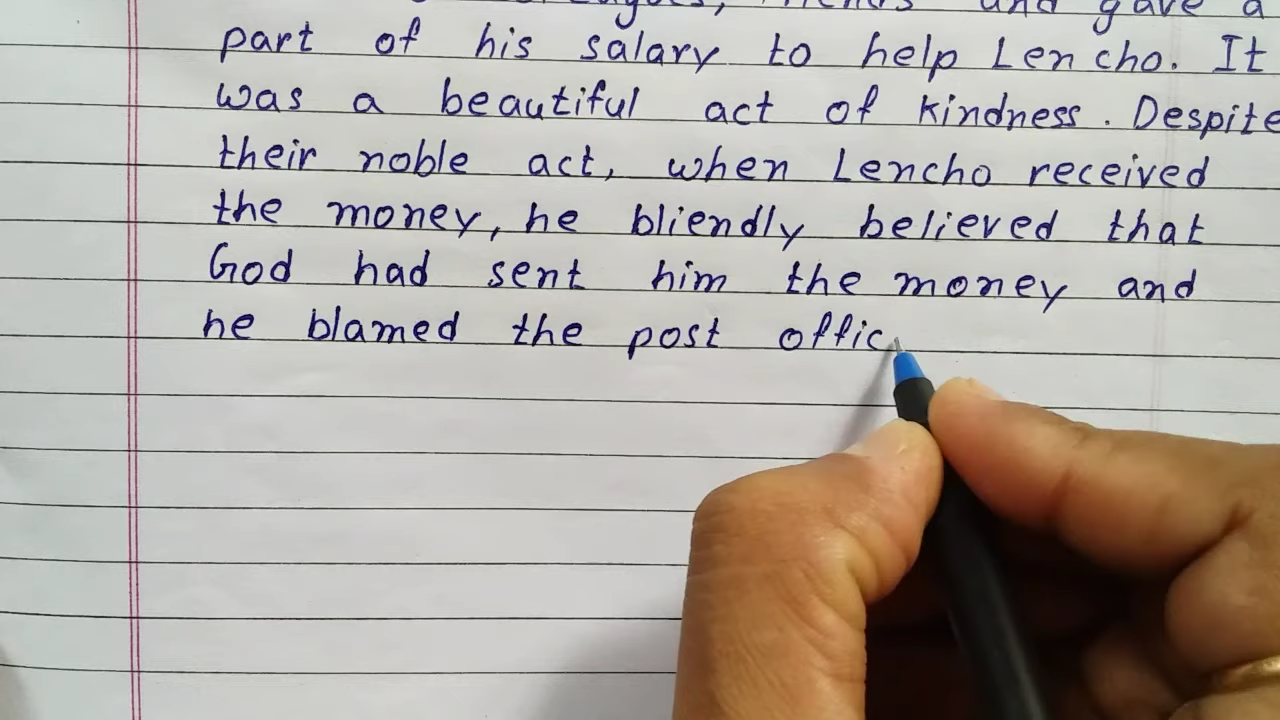 and gave a
part of his salary to help Lencho. It
was a beautiful act of kindness. Despite
their noble act, when Lencho received
the money, he bliendly believed that
God had sent him the money and
he blamed the post offic